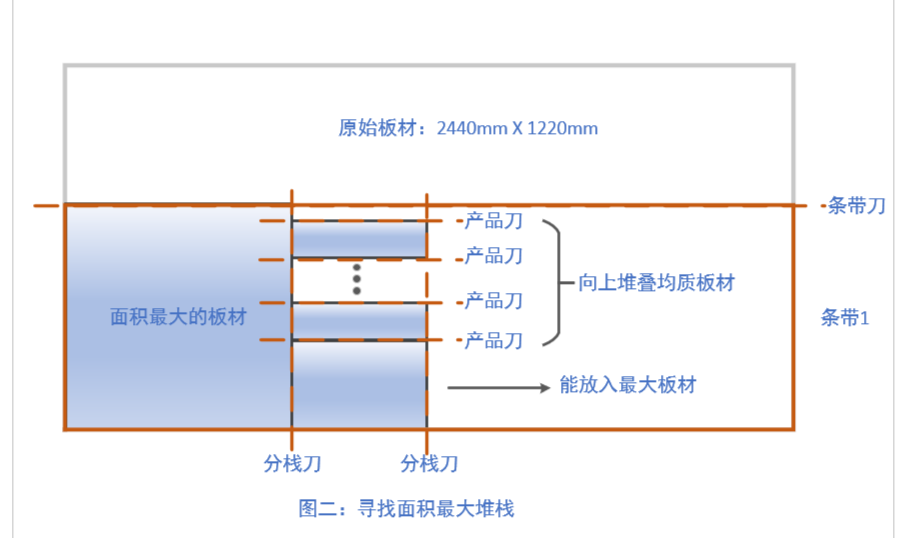 原始板材：2440mm X 1220mm
条带刀
产品刀
产品刀
向上堆叠均质板材
产品刀
面积最大的板材
条带1
产品刀
能放入最大板材
分栈刀
分栈刀
图二：寻找面积最大堆栈